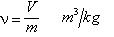 ν = V/m    m³/kg